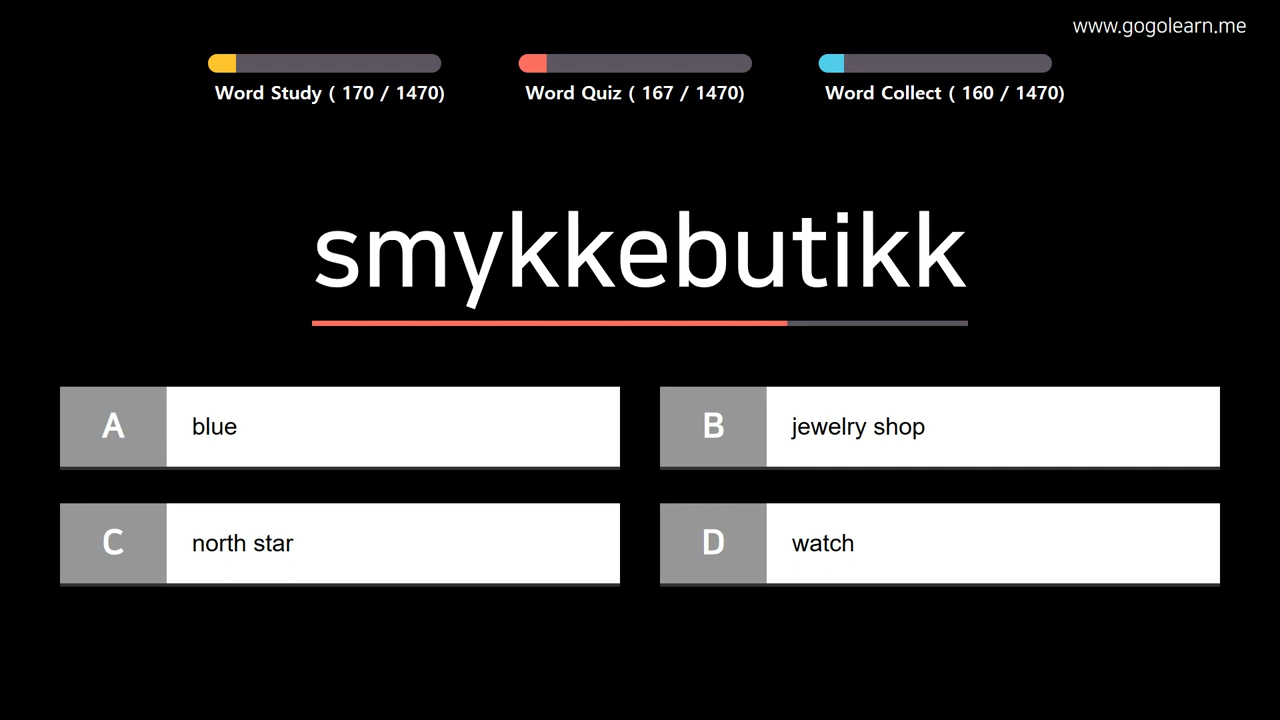 www.gogolearn.me
Word Study ( 170 / 1470)
Word Quiz ( 167 / 1470)
Word Collect ( 160 / 1470)
smykkebutikk
A blue
B jewelry shop
C north star
D watch